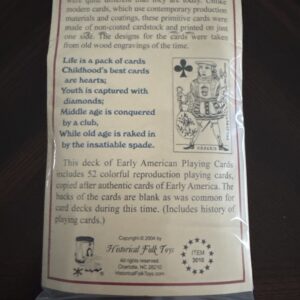 were quite different than they are today. Unlike
modern cards, which use contemporary production
materials and coatings, these primitive cards were
made of non-coated cardstock and printed on just
one side. The designs for the cards were taken
from old wood engravings of the time.
Life is a pack of cards
Childhood's best cards
are hearts;
Youth is captured with
diamonds;
Middle age is conquered
by a club,
While old age is raked in
by the insatiable spade.
This deck of Early American Playing Cards
includes 52 colorful reproduction playing cards,
copied after authentic cards of Early America. The
backs of the cards are blank as was common for
card decks during this time. (Includes history of
playing cards.)
Copyright © 2004 by
Historical Folk Toys
All rights reserved
Charlotte, NC 28210
HistoricalFolkToys.com
ITEM
3010